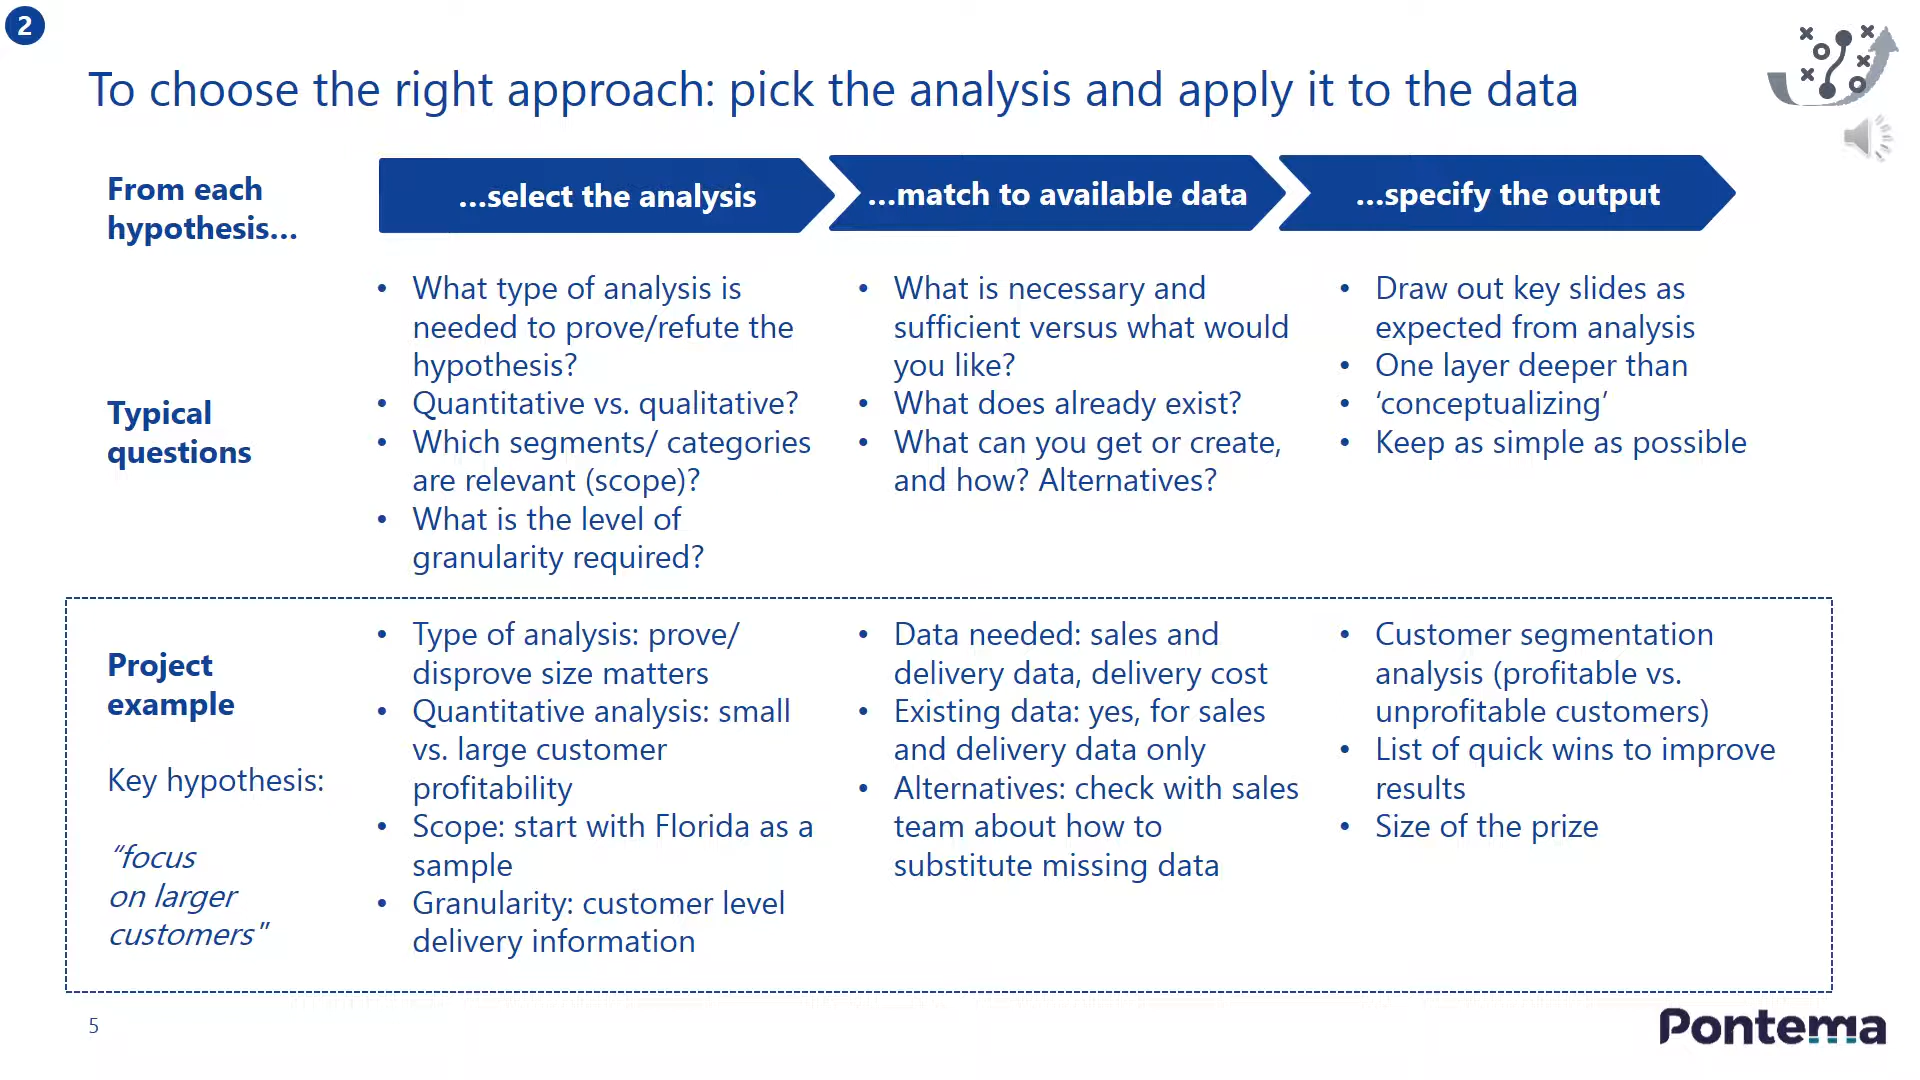 2
To choose the right approach: pick the analysis and apply it to the data
From each
hypothesis...
...select the analysis
...match to available data
...specify the output
Typical
questions
• What type of analysis is
needed to prove/refute the
hypothesis?
• Quantitative vs. qualitative?
• Which segments/ categories
are relevant (scope)?
• What is the level of
granularity required?
• What is necessary and
sufficient versus what would
you like?
• What does already exist?
• What can you get or create,
and how? Alternatives?
• Draw out key slides as
expected from analysis
• One layer deeper than
• ‘conceptualizing’
• Keep as simple as possible
Project
example
Key hypothesis:
“focus
on larger
customers”
• Type of analysis: prove/
disprove size matters
• Quantitative analysis: small
vs. large customer
profitability
• Scope: start with Florida as a
sample
• Granularity: customer level
delivery information
• Data needed: sales and
delivery data, delivery cost
• Existing data: yes, for sales
and delivery data only
• Alternatives: check with sales
team about how to
substitute missing data
• Customer segmentation
analysis (profitable vs.
unprofitable customers)
• List of quick wins to improve
results
• Size of the prize
5
Pontema